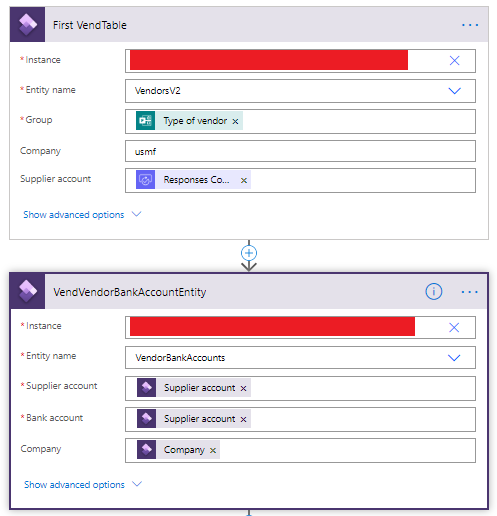 First VendTable
...
* Instance
* Entity name VendorsV2
* Group Type of vendor ×
Company usmf
Supplier account Responses Co... ×
Show advanced options
VendVendorBankAccountEntity
...
* Instance
* Entity name VendorBankAccounts
* Supplier account Supplier account ×
* Bank account Supplier account ×
Company Company ×
Show advanced options